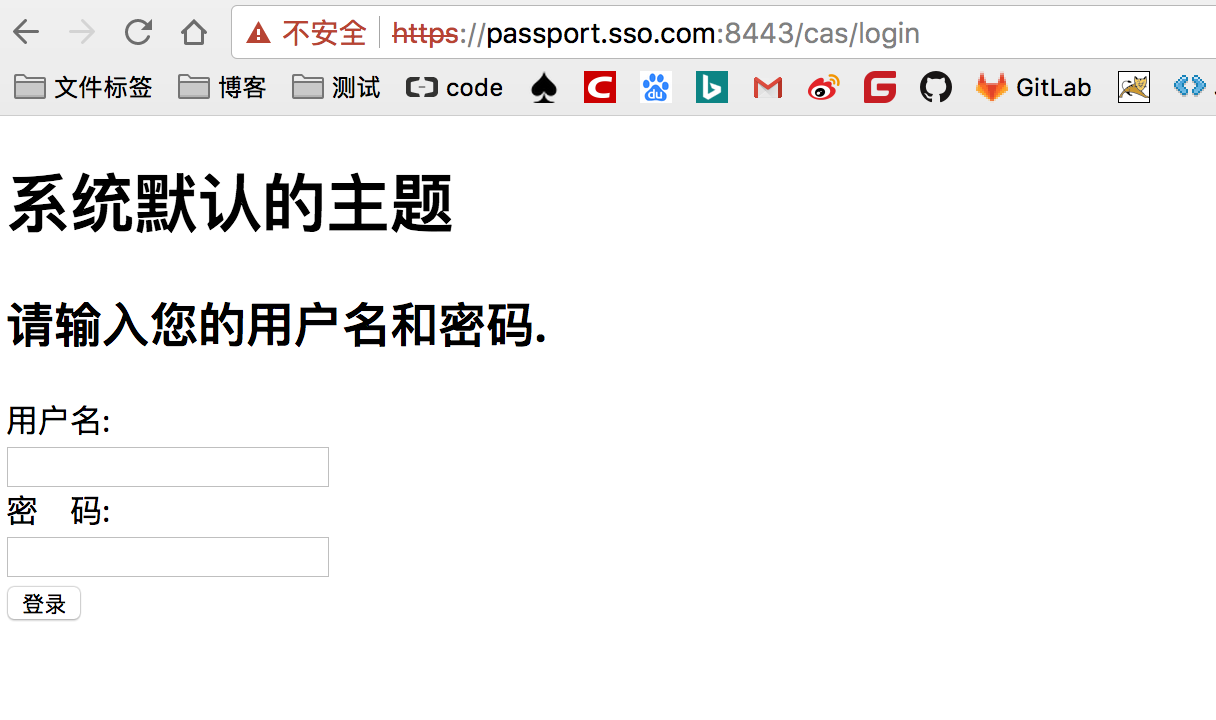 不安全 https://passport.sso.com:8443/cas/login
文件标签 博客 测试 code C du b M G GitLab
系统默认的主题
请输入您的用户名和密码.
用户名:
密　码:
登录